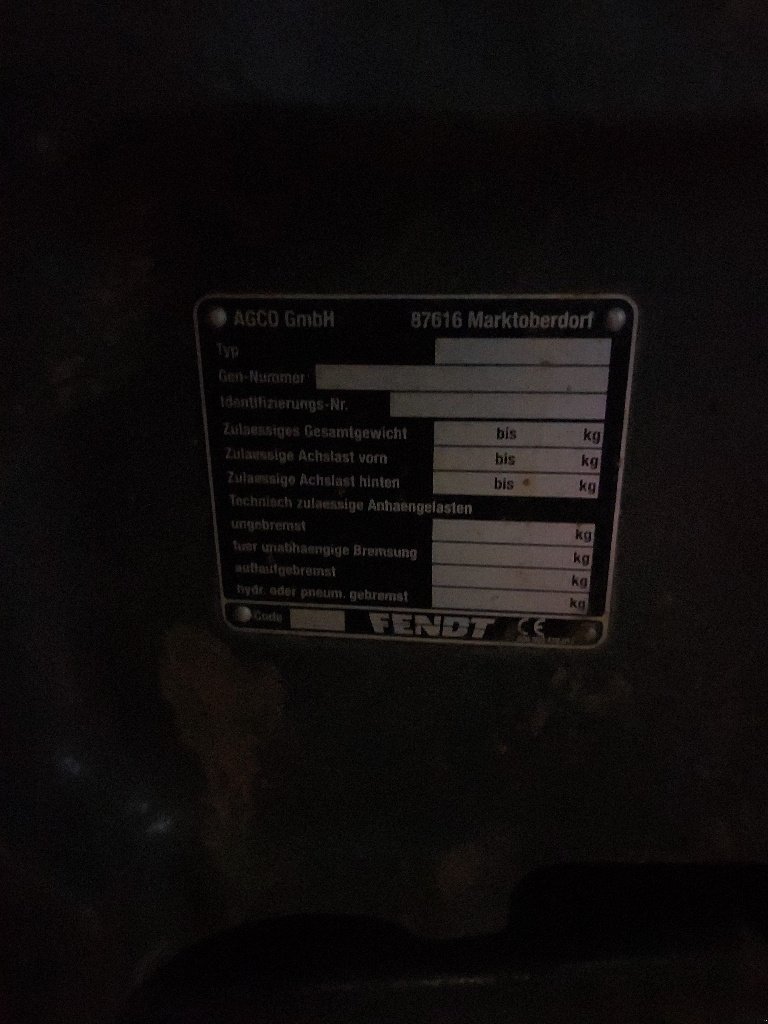 AGCO GmbH 87616 Marktoberdorf
Typ
Gen-Nummer
Identifizierungs-Nr.
Zulaessiges Gesamtgewicht bis kg
Zulaessige Achslast vorn bis kg
Zulaessige Achslast hinten bis kg
Technisch zulaessige Anhaengelasten
ungebremst kg
fuer unabhaengige Bremsung kg
auflaufgebremst kg
hydr. oder pneum. gebremst kg
Code FENDT CE